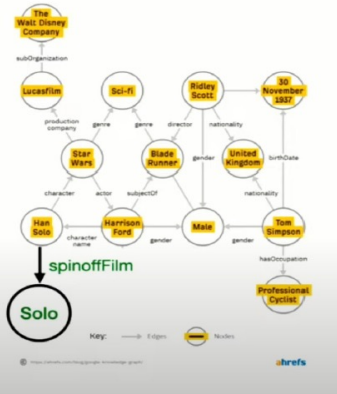 The
Walt Disney
Company
subOrganization
Lucasfilm
Sci-fi
Ridley
Scott
30
November
1937
production
company
genre
genre
director
nationality
Star
Wars
Blade
Runner
gender
United
Kingdom
birthDate
character
actor
subjectOf
nationality
Han
Solo
character
name
Harrison
Ford
gender
Male
gender
Tom
Simpson
spinoffFilm
hasOccupation
Solo
Professional
Cyclist
Key:
Edges
Nodes
ahrefs